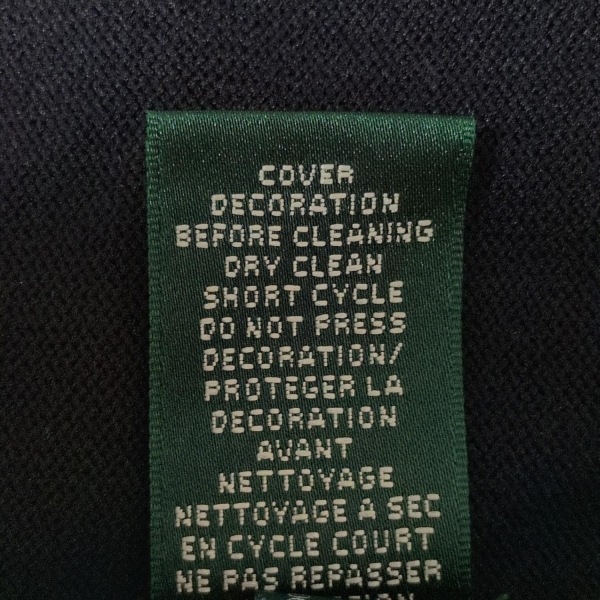 COVER
DECORATION
BEFORE CLEANING
DRY CLEAN
SHORT CYCLE
DO NOT PRESS
DECORATION/
PROTEGER LA
DECORATION
AVANT
NETTOYAGE
NETTOYAGE A SEC
EN CYCLE COURT
NE PAS REPASSER